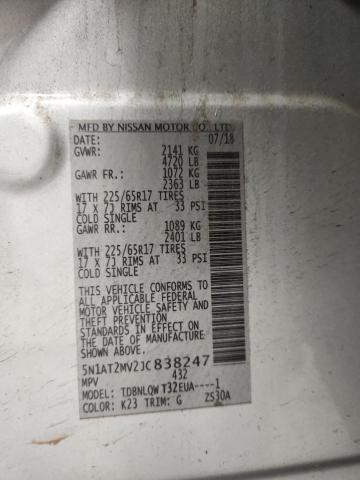 MFD BY NISSAN MOTOR CO., LTD.
DATE: 07/18
GVWR: 2141 KG
4720 LB
GAWR FR.: 1072 KG
2363 LB
WITH 225/65R17 TIRES
17 X 7J RIMS AT 33 PSI
COLD SINGLE
GAWR RR.: 1089 KG
2401 LB
WITH 225/65R17 TIRES
17 X 7J RIMS AT 33 PSI
COLD SINGLE
THIS VEHICLE CONFORMS TO
ALL APPLICABLE FEDERAL
MOTOR VEHICLE SAFETY AND
THEFT PREVENTION
STANDARDS IN EFFECT ON
THE DATE OF MANUFACTURE
SHOWN ABOVE.
5N1AT2MV2JC838247
MPV 432
MODEL: TDBNLQWT32EUA----1
COLOR: K23 TRIM: G ZS30A